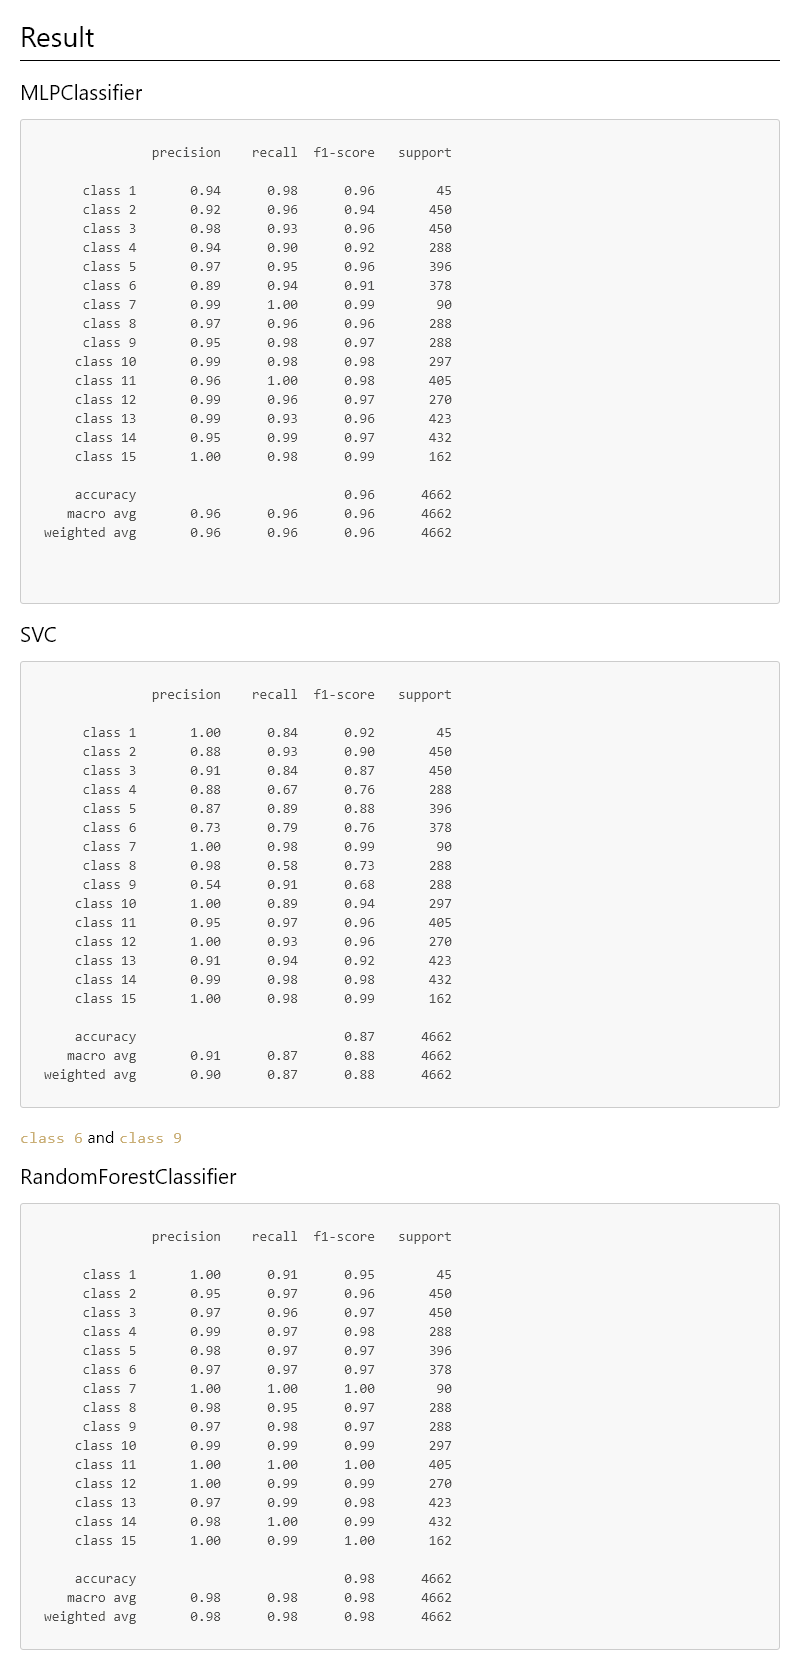 Result
MLPClassifier
precision recall f1-score support
class 1 0.94 0.98 0.96 45
class 2 0.92 0.96 0.94 450
class 3 0.98 0.93 0.96 450
class 4 0.94 0.90 0.92 288
class 5 0.97 0.95 0.96 396
class 6 0.89 0.94 0.91 378
class 7 0.99 1.00 0.99 90
class 8 0.97 0.96 0.96 288
class 9 0.95 0.98 0.97 288
class 10 0.99 0.98 0.98 297
class 11 0.96 1.00 0.98 405
class 12 0.99 0.96 0.97 270
class 13 0.99 0.93 0.96 423
class 14 0.95 0.99 0.97 432
class 15 1.00 0.98 0.99 162
accuracy 0.96 4662
macro avg 0.96 0.96 0.96 4662
weighted avg 0.96 0.96 0.96 4662
SVC
precision recall f1-score support
class 1 1.00 0.84 0.92 45
class 2 0.88 0.93 0.90 450
class 3 0.91 0.84 0.87 450
class 4 0.88 0.67 0.76 288
class 5 0.87 0.89 0.88 396
class 6 0.73 0.79 0.76 378
class 7 1.00 0.98 0.99 90
class 8 0.98 0.58 0.73 288
class 9 0.54 0.91 0.68 288
class 10 1.00 0.89 0.94 297
class 11 0.95 0.97 0.96 405
class 12 1.00 0.93 0.96 270
class 13 0.91 0.94 0.92 423
class 14 0.99 0.98 0.98 432
class 15 1.00 0.98 0.99 162
accuracy 0.87 4662
macro avg 0.91 0.87 0.88 4662
weighted avg 0.90 0.87 0.88 4662
class 6 and class 9
RandomForestClassifier
precision recall f1-score support
class 1 1.00 0.91 0.95 45
class 2 0.95 0.97 0.96 450
class 3 0.97 0.96 0.97 450
class 4 0.99 0.97 0.98 288
class 5 0.98 0.97 0.97 396
class 6 0.97 0.97 0.97 378
class 7 1.00 1.00 1.00 90
class 8 0.98 0.95 0.97 288
class 9 0.97 0.98 0.97 288
class 10 0.99 0.99 0.99 297
class 11 1.00 1.00 1.00 405
class 12 1.00 0.99 0.99 270
class 13 0.97 0.99 0.98 423
class 14 0.98 1.00 0.99 432
class 15 1.00 0.99 1.00 162
accuracy 0.98 4662
macro avg 0.98 0.98 0.98 4662
weighted avg 0.98 0.98 0.98 4662